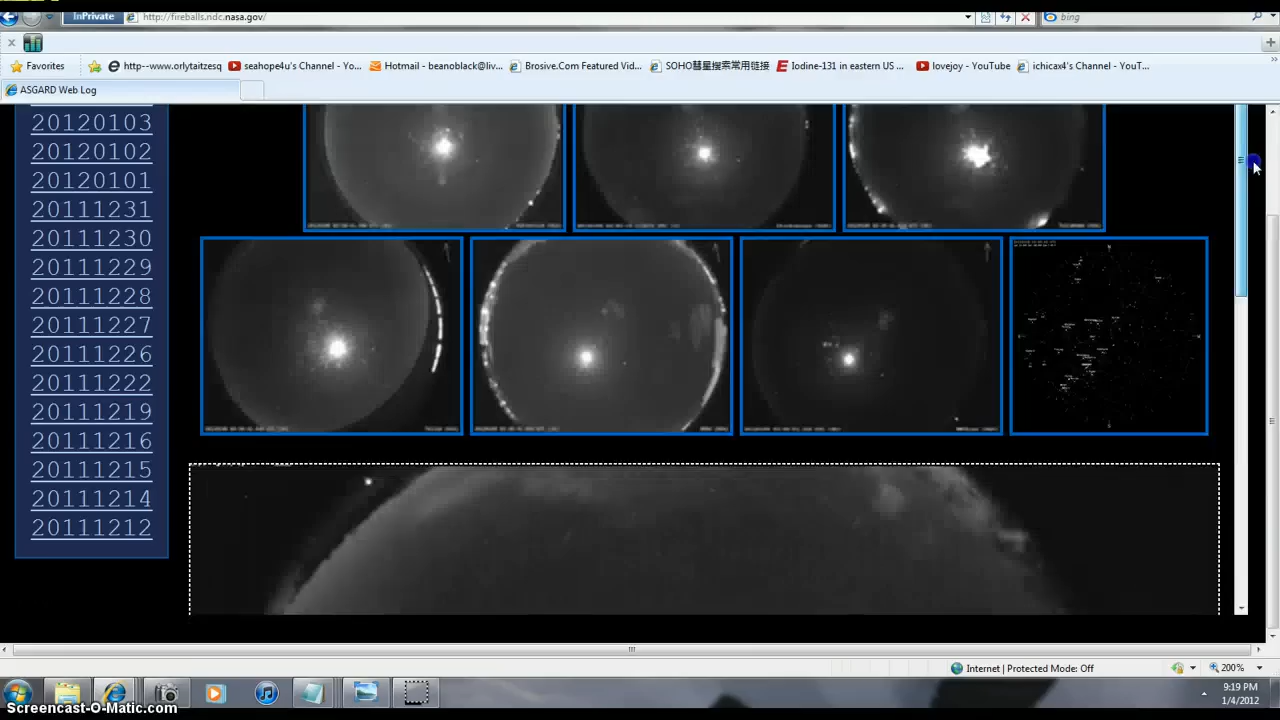 InPrivate
http://fireballs.ndc.nasa.gov/
bing
Favorites
http--www.orlytaitzesq
seahope4u's Channel - Yo...
Hotmail - beanoblack@liv...
Brosive.Com Featured Vid...
SOHO彗星搜索常用链接
Iodine-131 in eastern US ...
lovejoy - YouTube
ichicax4's Channel - YouT...
ASGARD Web Log
20120103
20120102
20120101
20111231
20111230
20111229
20111228
20111227
20111226
20111222
20111219
20111216
20111215
20111214
20111212
Internet | Protected Mode: Off
200%
9:19 PM
1/4/2012
Screencast-O-Matic.com